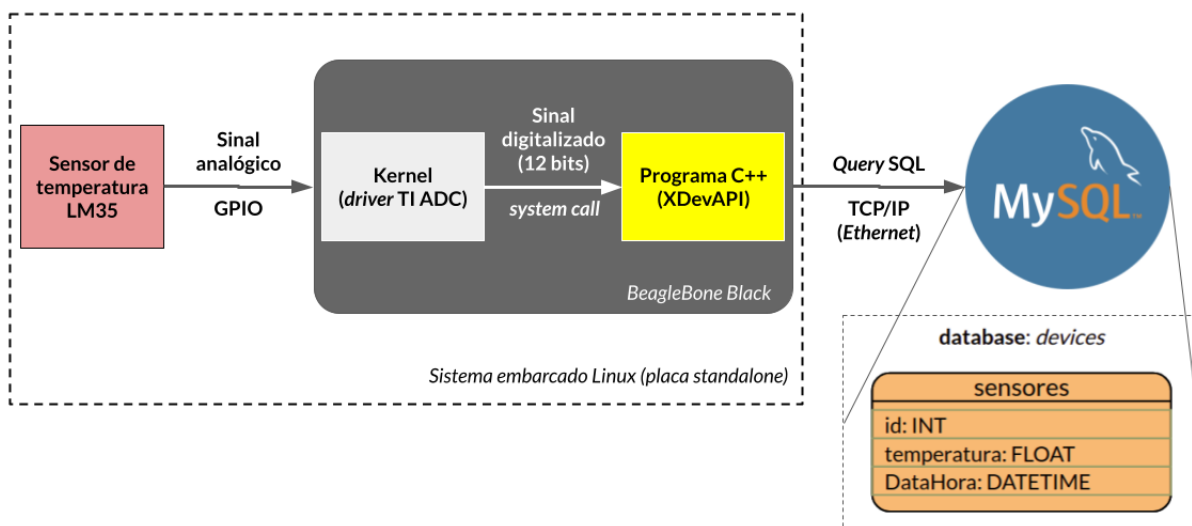 Sensor de
temperatura
LM35
Sinal
analógico
GPIO
Kernel
(driver TI ADC)
Sinal
digitalizado
(12 bits)
system call
Programa C++
(XDevAPI)
BeagleBone Black
Sistema embarcado Linux (placa standalone)
Query SQL
TCP/IP
(Ethernet)
MySQL
database: devices
sensores
id: INT
temperatura: FLOAT
DataHora: DATETIME